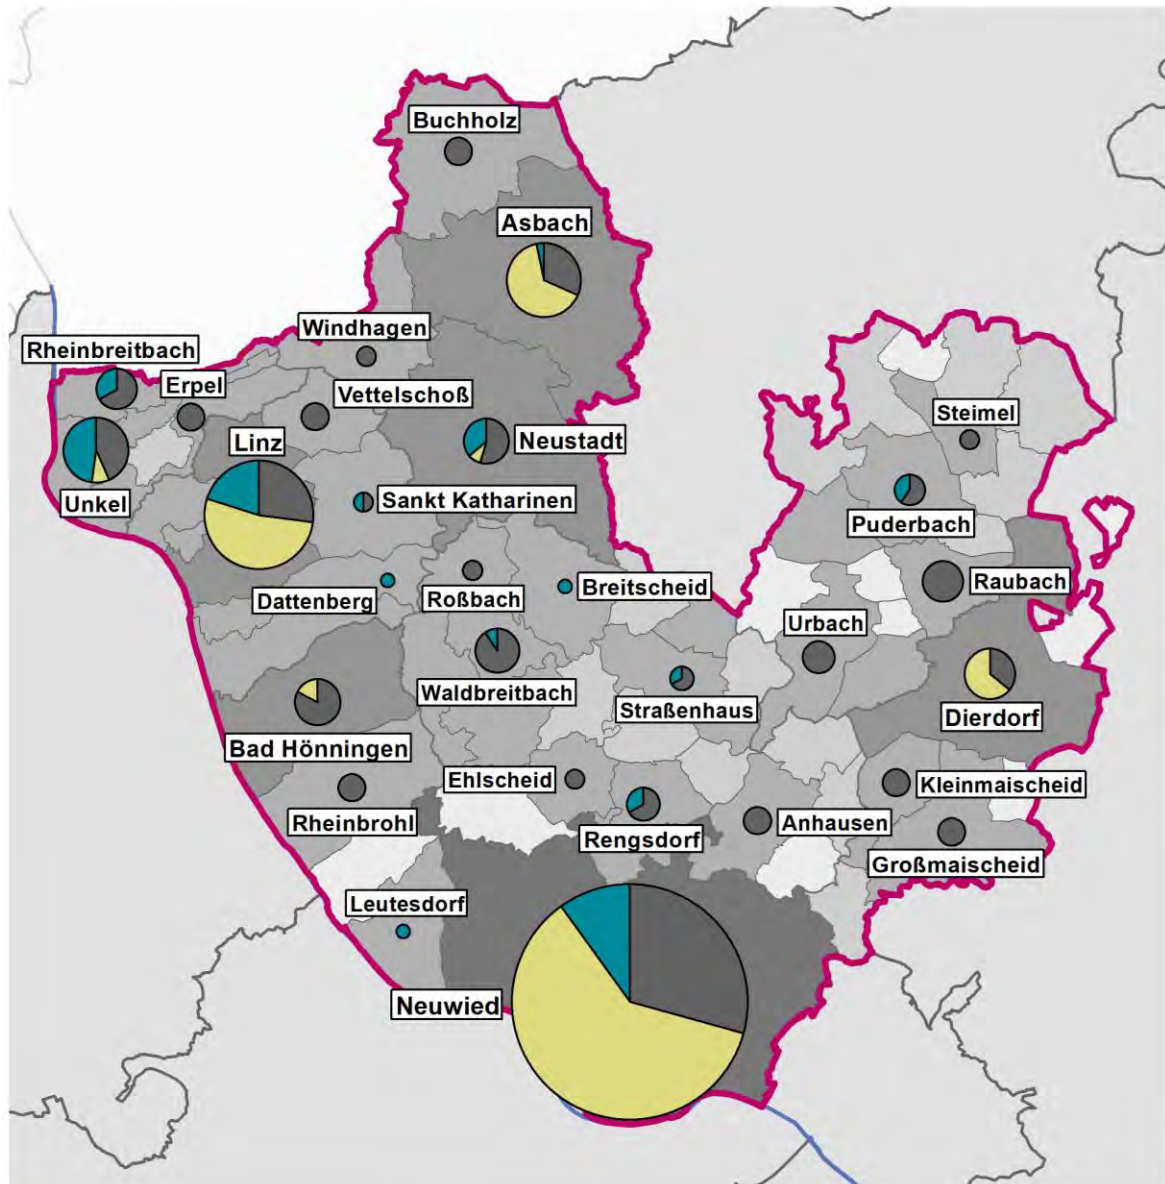 Buchholz
Asbach
Windhagen
Rheinbreitbach
Erpel
Vettelschoß
Steimel
Linz
Neustadt
Unkel
Sankt Katharinen
Puderbach
Raubach
Dattenberg
Roßbach
Breitscheid
Urbach
Waldbreitbach
Straßenhaus
Dierdorf
Bad Hönningen
Ehlscheid
Kleinmaischeid
Rheinbrohl
Rengsdorf
Anhausen
Großmaischeid
Leutesdorf
Neuwied